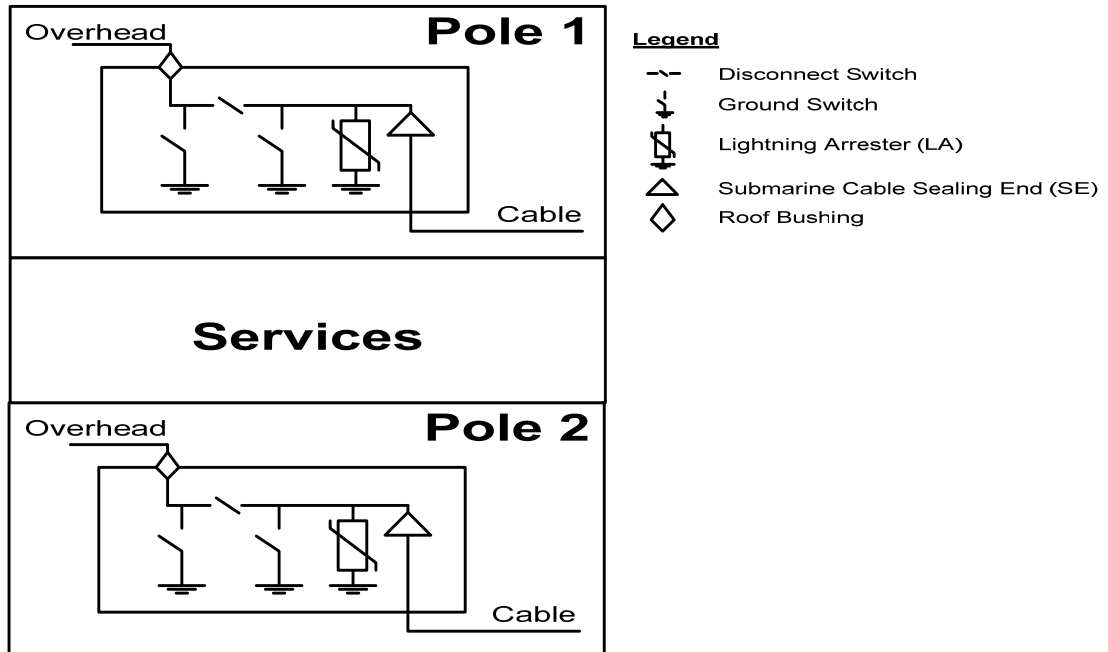 Overhead
Pole 1
Cable
Services
Overhead
Pole 2
Cable
Legend
Disconnect Switch
Ground Switch
Lightning Arrester (LA)
Submarine Cable Sealing End (SE)
Roof Bushing